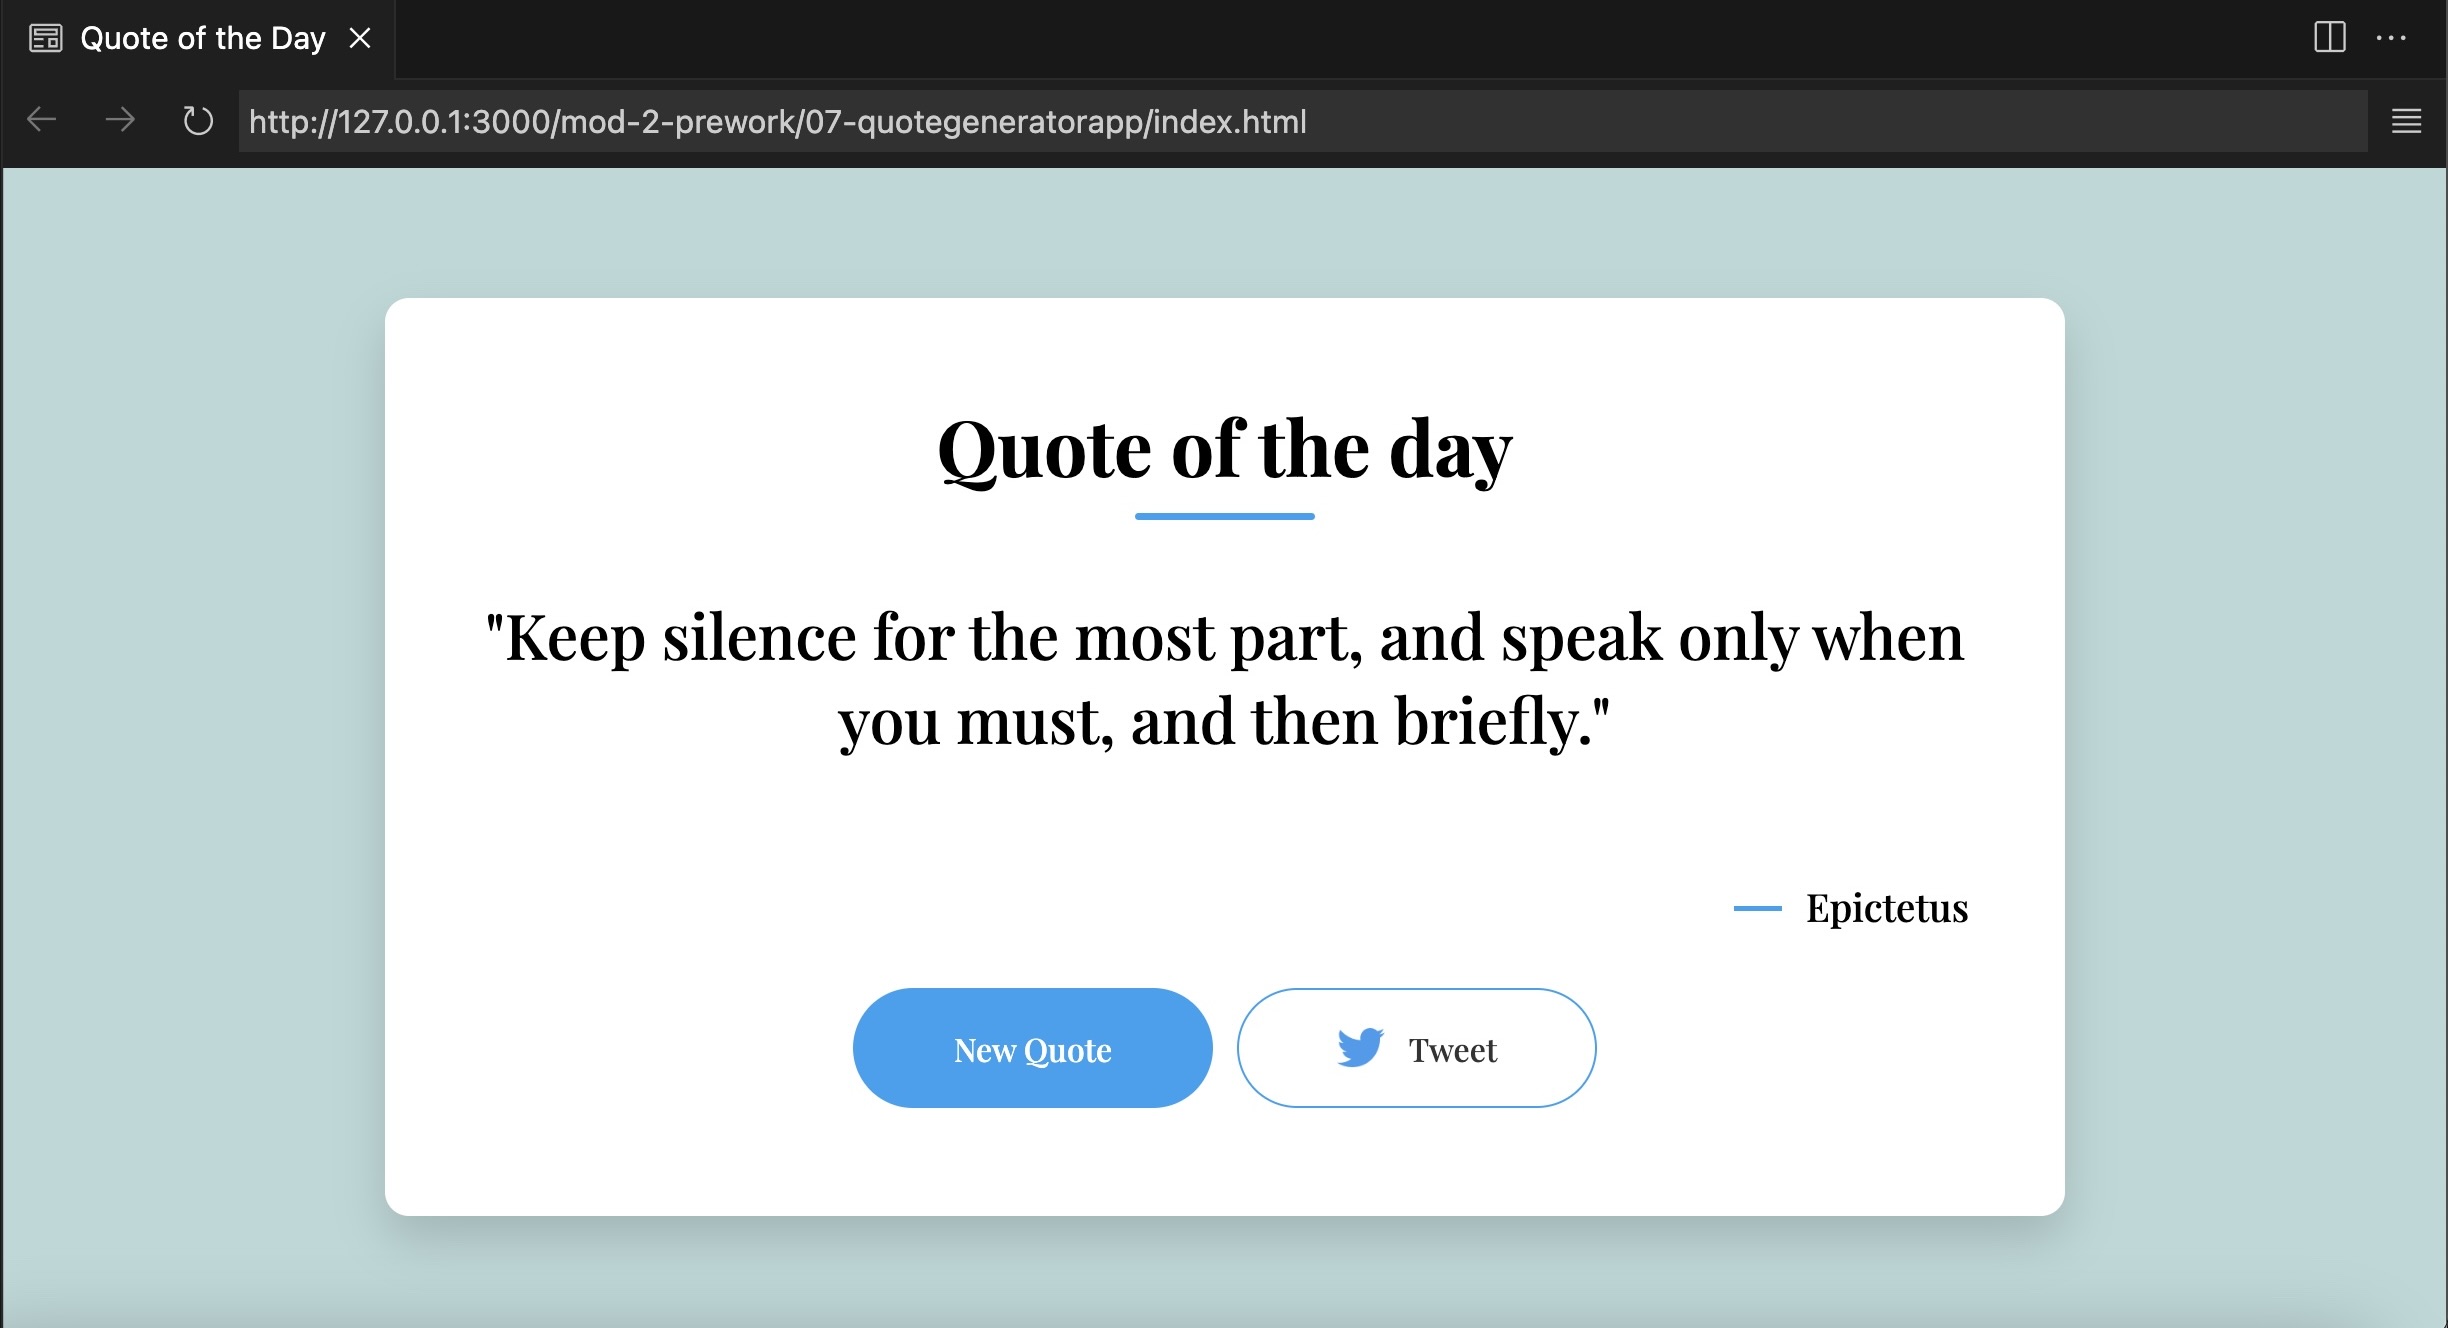 Quote of the Day
http://127.0.0.1:3000/mod-2-prework/07-quotegeneratorapp/index.html
Quote of the day
"Keep silence for the most part, and speak only when
you must, and then briefly."
Epictetus
New Quote
Tweet